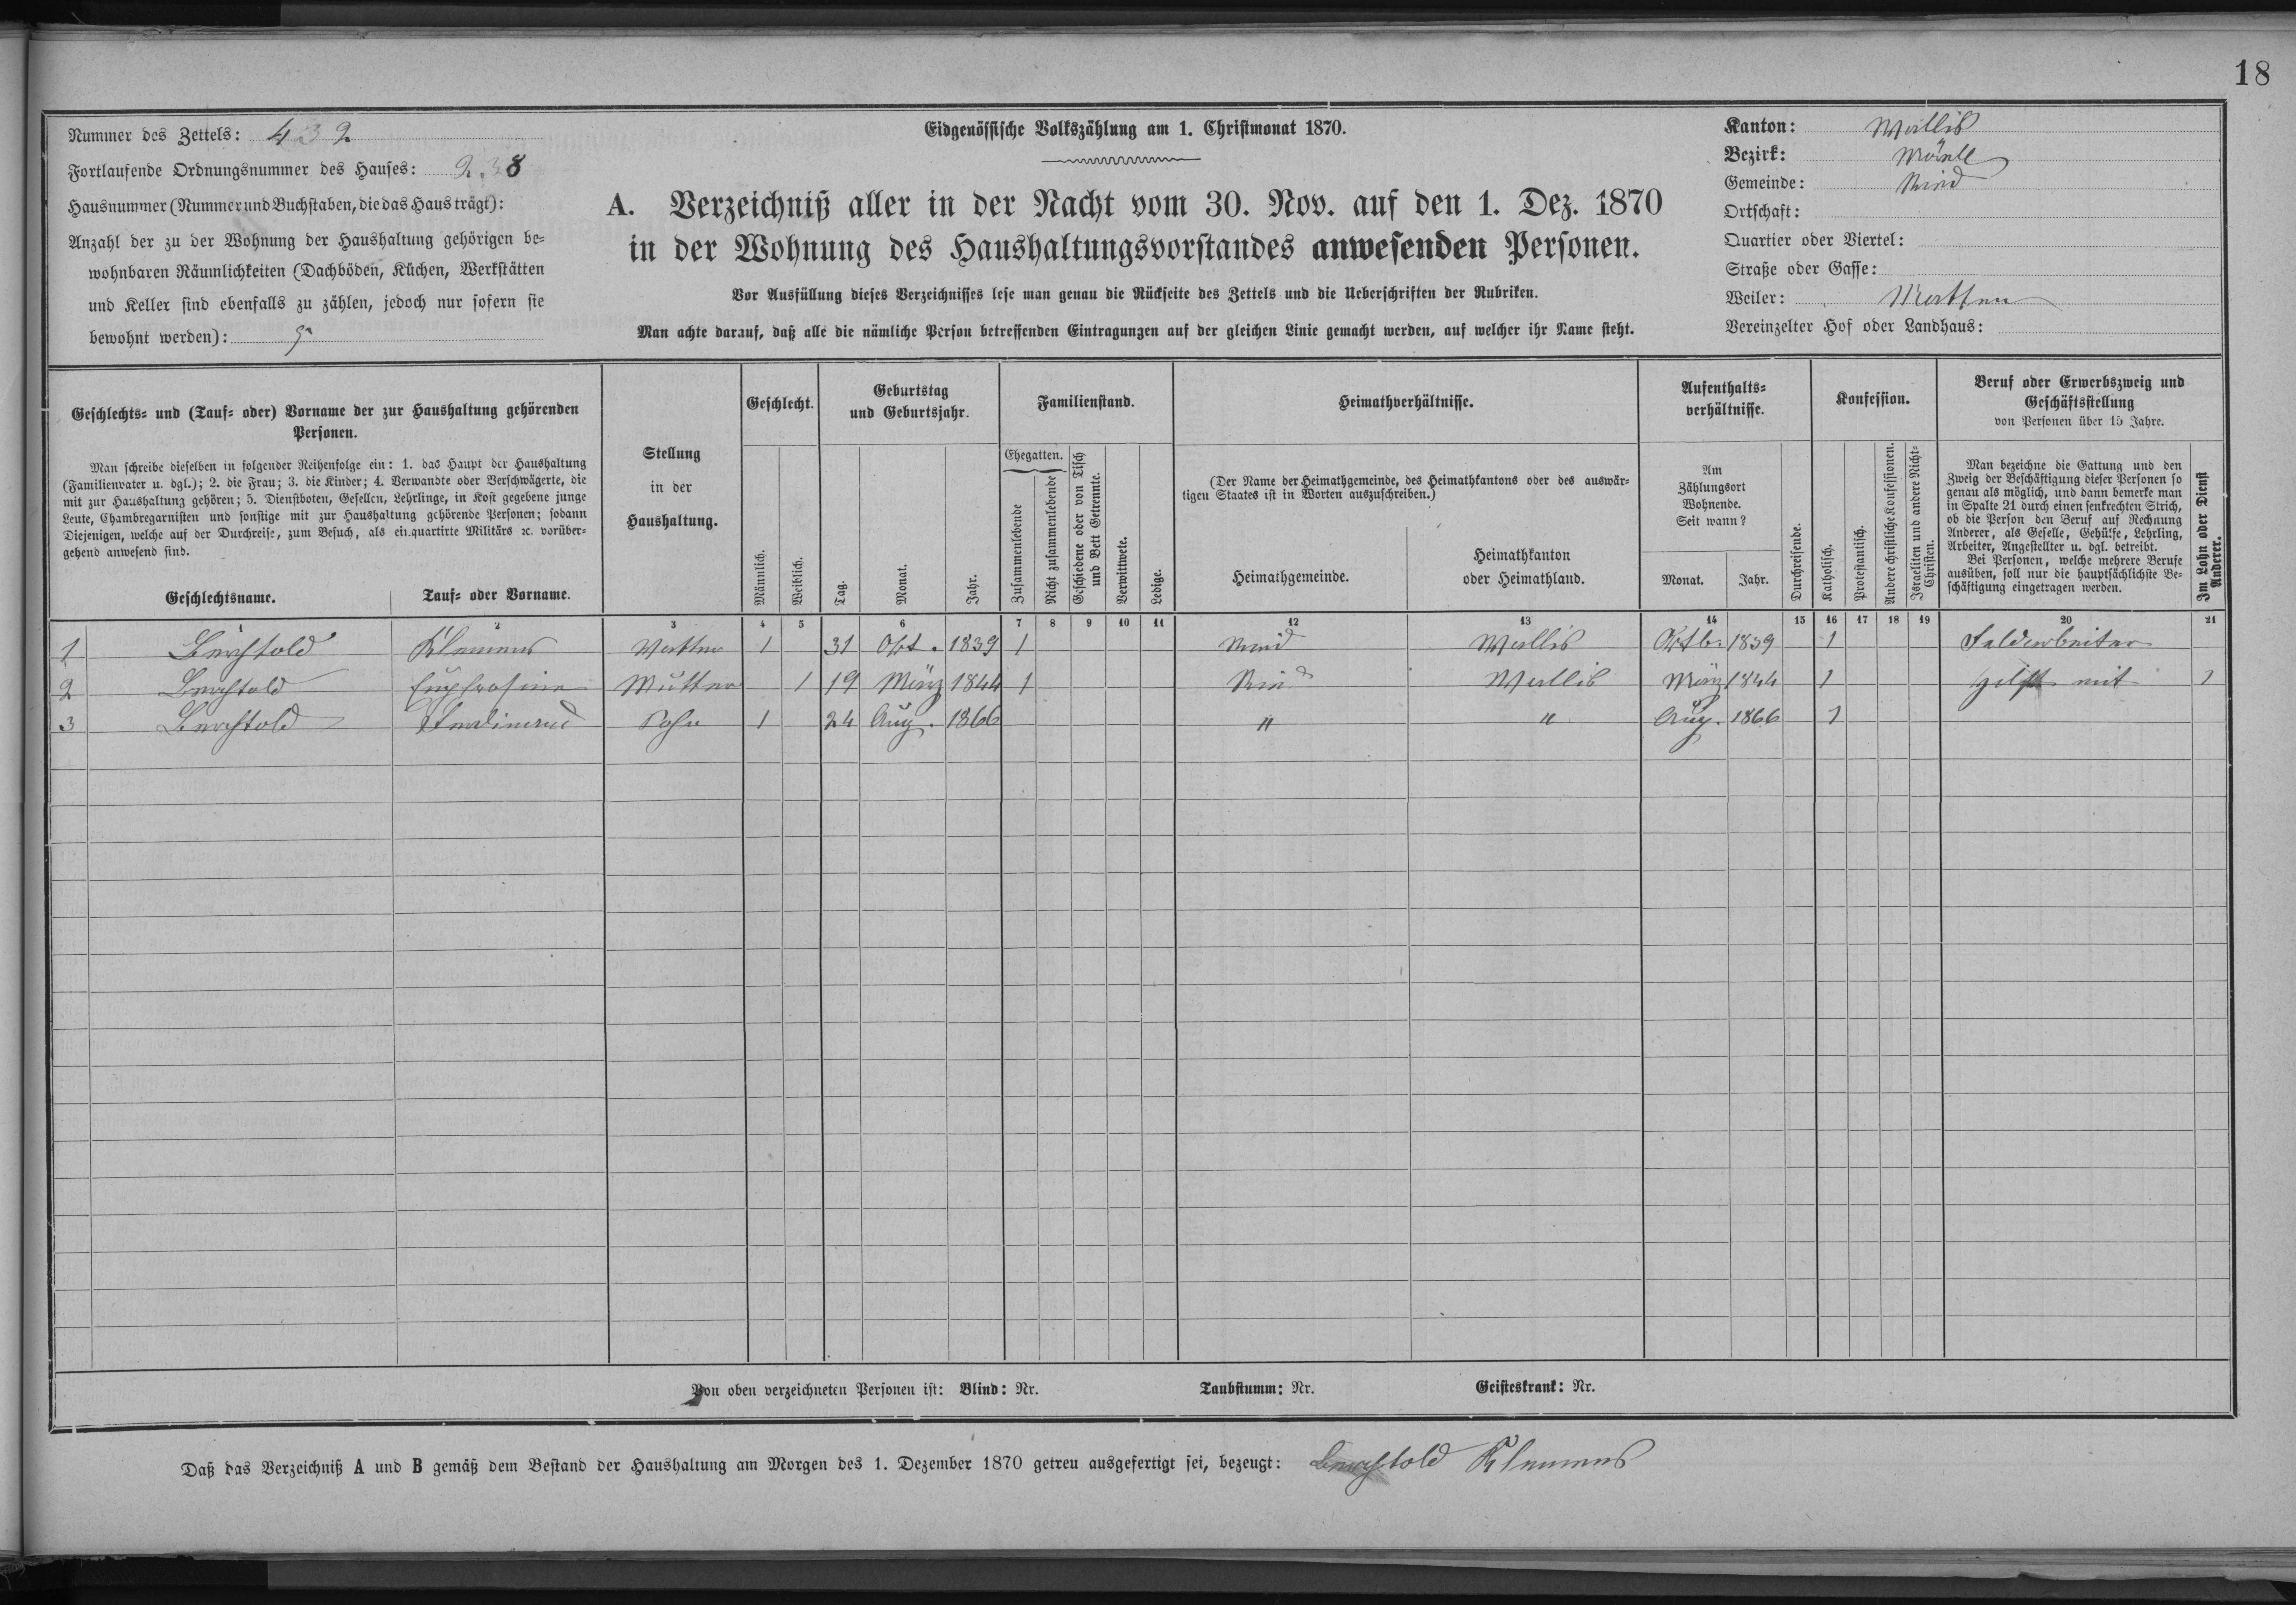 18
Nummer des Zettels: 432
Fortlaufende Ordnungsnummer des Hauses: 238
Hausnummer (Nummer und Buchstaben, die das Haus trägt):
Anzahl der zu der Wohnung der Haushaltung gehörigen be-
wohnbaren Räumlichkeiten (Dachböden, Küchen, Werkstätten
und Keller sind ebenfalls zu zählen, jedoch nur sofern sie
bewohnt werden):
Eidgenössische Volkszählung am 1. Christmonat 1870.
A. Verzeichniß aller in der Nacht vom 30. Nov. auf den 1. Dez. 1870
in der Wohnung des Haushaltungsvorstandes anwesenden Personen.
Vor Ausfüllung dieses Verzeichnisses lese man genau die Rückseite des Zettels und die Ueberschriften der Rubriken.
Man achte darauf, daß alle die nämliche Person betreffenden Eintragungen auf der gleichen Linie gemacht werden, auf welcher ihr Name steht.
Kanton: Wallis
Bezirk:
Gemeinde:
Ortschaft:
Quartier oder Viertel:
Straße oder Gasse:
Weiler: Matten
Vereinzelter Hof oder Landhaus:
Geschlechts- und (Tauf- oder) Vorname der zur Haushaltung gehörenden
Personen.
Man schreibe dieselben in folgender Reihenfolge ein: 1. das Haupt der Haushaltung
(Familienvater u. dgl.); 2. die Frau; 3. die Kinder; 4. Verwandte oder Verschwägerte, die
mit zur Haushaltung gehören; 5. Dienstboten, Gesellen, Lehrlinge, in Kost gegebene junge
Leute, Chambregarnisten und sonstige mit zur Haushaltung gehörende Personen; sodann
Diejenigen, welche auf der Durchreise, zum Besuch, als einquartirte Militärs ꝛc. vorüber-
gehend anwesend sind.
Geschlechtsname. Tauf- oder Vorname.
Stellung
in der
Haushaltung.
Geschlecht.
Männlich.
Weiblich.
Geburtstag
und Geburtsjahr.
Tag.
Monat.
Jahr.
Familienstand.
Ehegatten.
Zusammenlebende
Nicht zusammenlebende
Geschiedene oder von Tisch
und Bett Getrennte.
Verwittwete.
Ledige.
Heimathverhältnisse.
(Der Name der Heimathgemeinde, des Heimathkantons oder des auswär-
tigen Staates ist in Worten auszuschreiben.)
Heimathgemeinde.
Heimathkanton
oder Heimathland.
Aufenthalts-
verhältnisse.
Am
Zählungsort
Wohnende.
Seit wann?
Monat. Jahr.
Durchreisende.
Konfession.
Katholisch.
Protestantisch.
Andere christliche Konfessionen.
Israeliten und andere Nicht-
Christen.
Beruf oder Erwerbszweig und
Geschäftsstellung
von Personen über 15 Jahre.
Man bezeichne die Gattung und den
Zweig der Beschäftigung dieser Personen so
genau als möglich, und dann bemerke man
in Spalte 21 durch einen senkrechten Strich,
ob die Person den Beruf auf Rechnung
Anderer, als Geselle, Gehülfe, Lehrling,
Arbeiter, Angestellter u. dgl. betreibt.
Bei Personen, welche mehrere Berufe
ausüben, soll nur die hauptsächlichste Be-
schäftigung eingetragen werden.
Im Lohn oder Dienst
Anderer.
1 2 3 4 5 6 7 8 9 10 11 12 13 14 15 16 17 18 19 20 21
1 Berchtold Klemens 1 31 Okt. 1839 1 Wallis Oktb. 1839 1 Feldarbeiter
2 Berchtold Mutter 1 19 März 1844 1 Wallis März 1844 1 hilft mit 1
3 Berchtold Sohn 1 24 Aug. 1866 " " Aug. 1866 1
Von oben verzeichneten Personen ist: Blind: Nr. Taubstumm: Nr. Geisteskrank: Nr.
Daß das Verzeichniß A und B gemäß dem Bestand der Haushaltung am Morgen des 1. Dezember 1870 getreu ausgefertigt sei, bezeugt: Berchtold Klemens